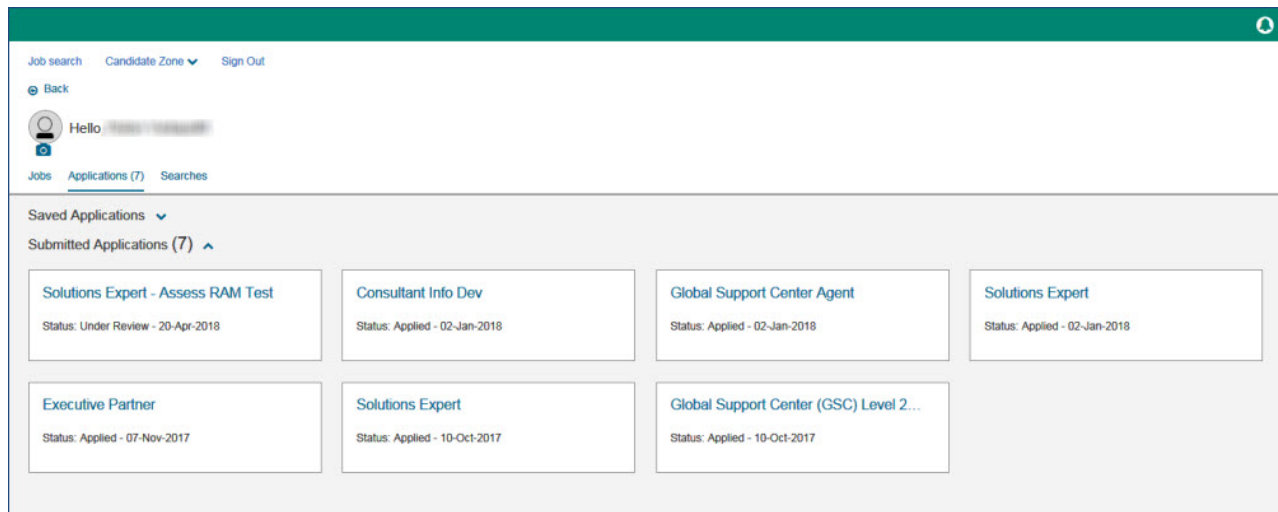 Job search Candidate Zone Sign Out
Back
Hello
Jobs Applications (7) Searches
Saved Applications
Submitted Applications (7)
Solutions Expert - Assess RAM Test
Status: Under Review - 20-Apr-2018
Consultant Info Dev
Status: Applied - 02-Jan-2018
Global Support Center Agent
Status: Applied - 02-Jan-2018
Solutions Expert
Status: Applied - 02-Jan-2018
Executive Partner
Status: Applied - 07-Nov-2017
Solutions Expert
Status: Applied - 10-Oct-2017
Global Support Center (GSC) Level 2...
Status: Applied - 10-Oct-2017